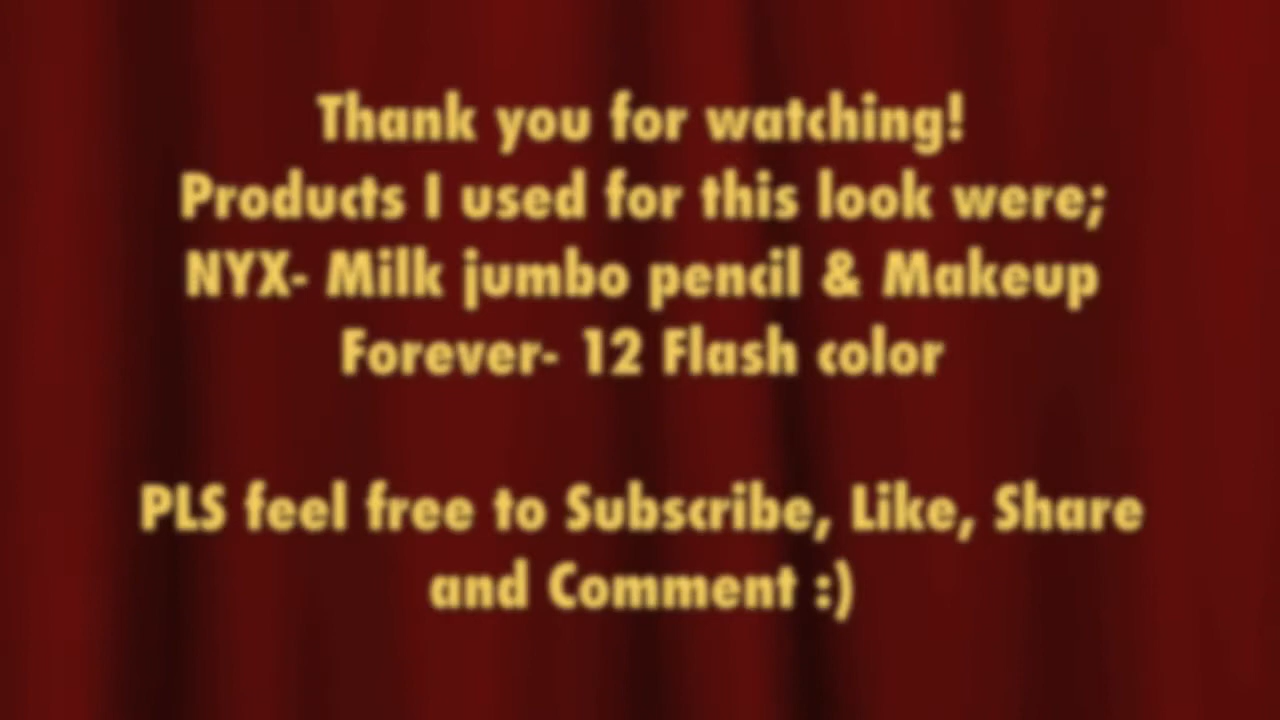 Thank you for watching!
Products I used for this look were;
NYX- Milk jumbo pencil & Makeup
Forever- 12 Flash color
PLS feel free to Subscribe, Like, Share
and Comment :)